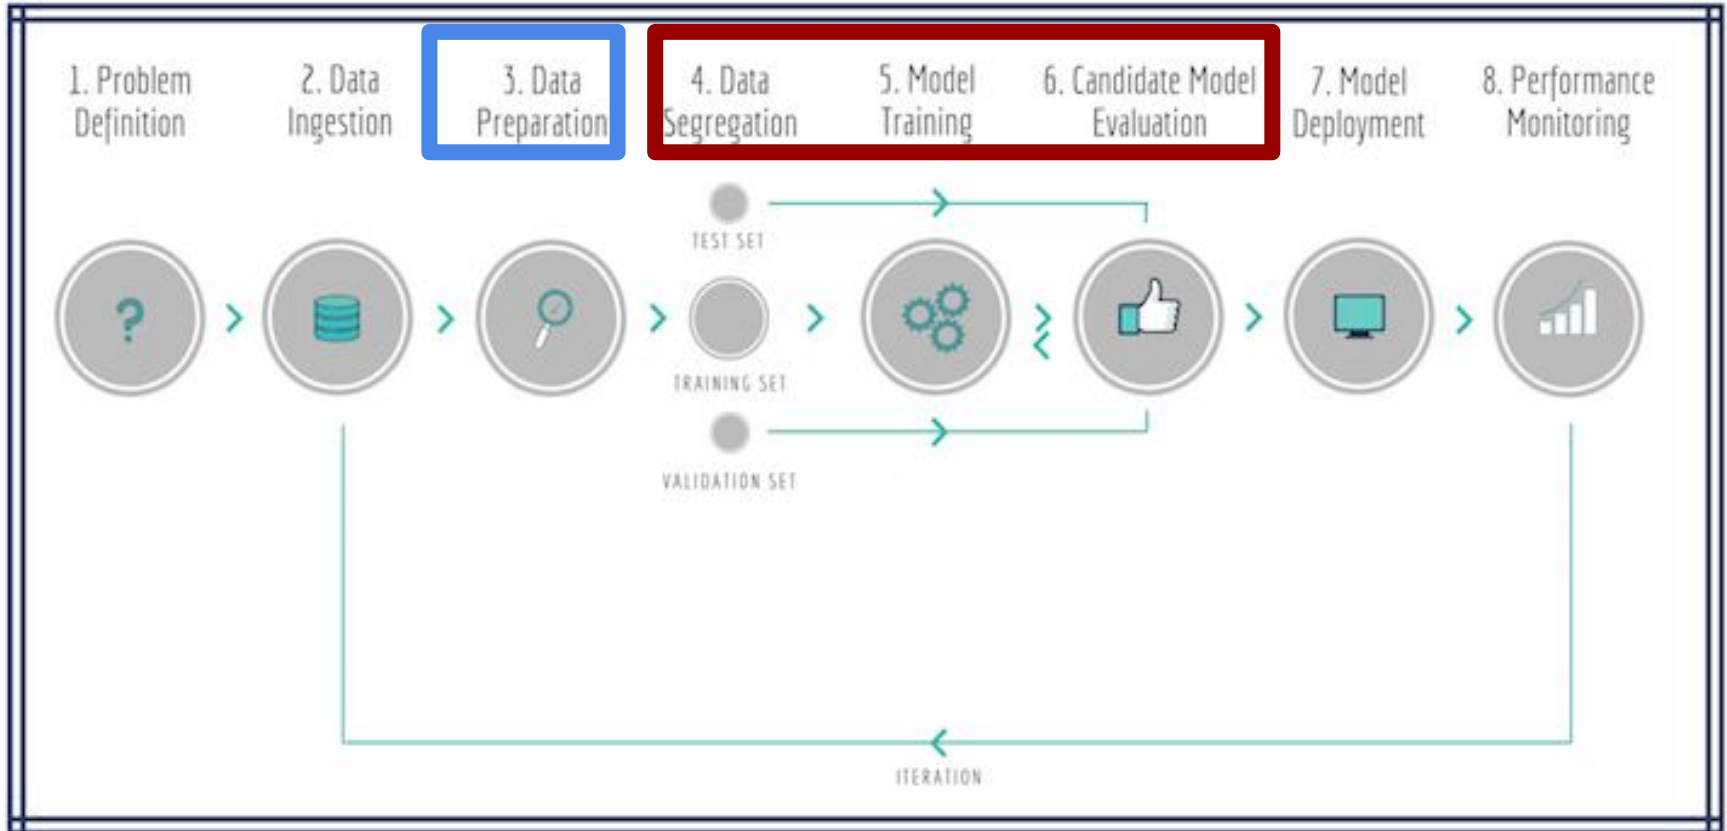 1. Problem
Definition
2. Data
Ingestion
3. Data
Preparation
4. Data
Segregation
5. Model
Training
6. Candidate Model
Evaluation
7. Model
Deployment
8. Performance
Monitoring
TEST SET
?
TRAINING SET
VALIDATION SET
ITERATION